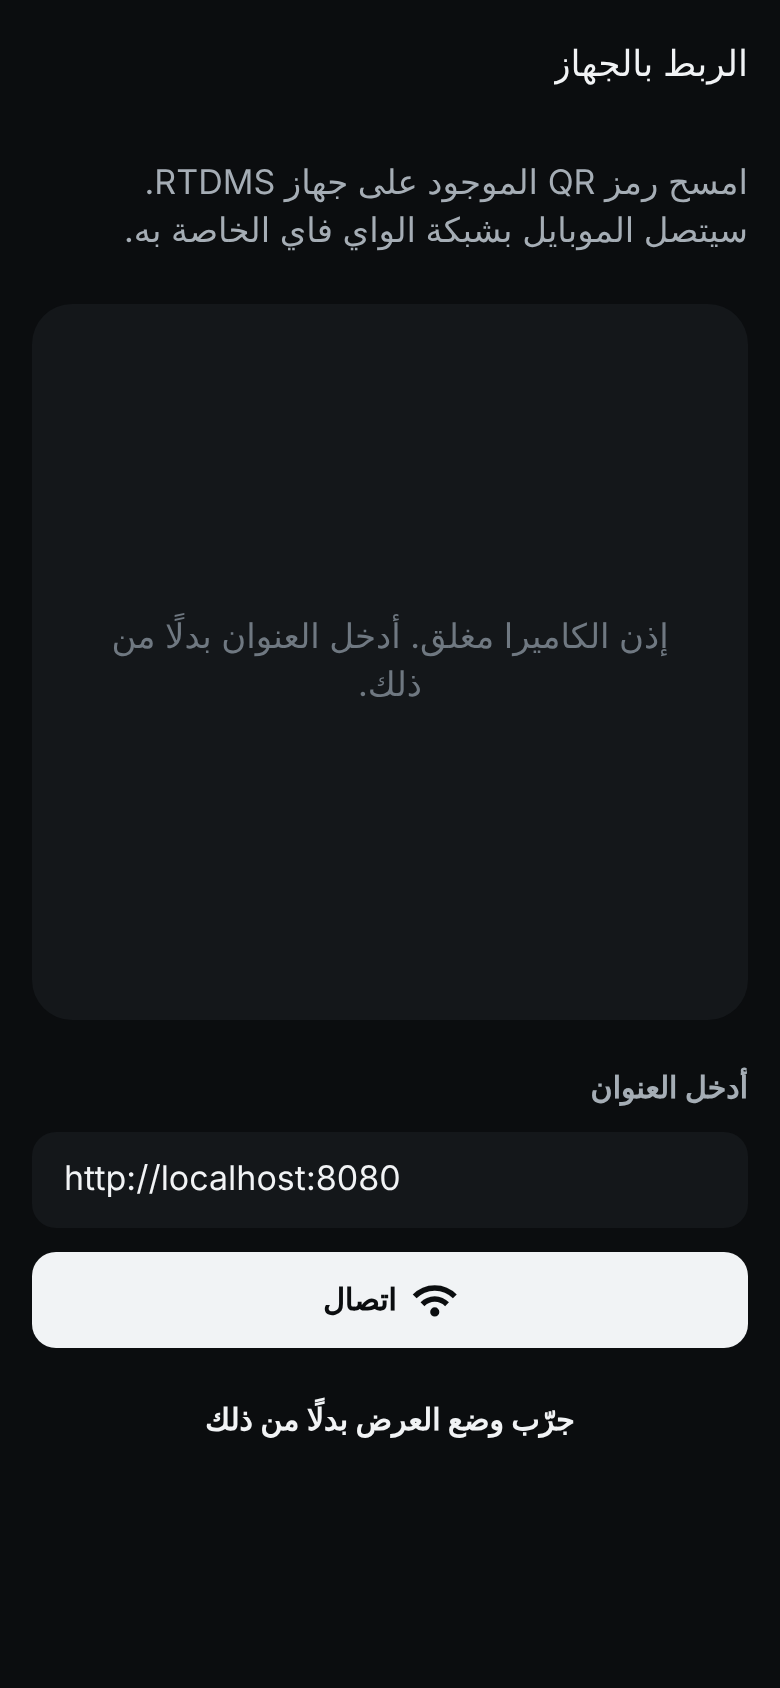 الربط بالجهاز
امسح رمز QR الموجود على جهاز RTDMS.
سيتصل الموبايل بشبكة الواي فاي الخاصة به.
إذن الكاميرا مغلق. أدخل العنوان بدلًا من
ذلك.
أدخل العنوان
http://localhost:8080
اتصال
جرّب وضع العرض بدلًا من ذلك